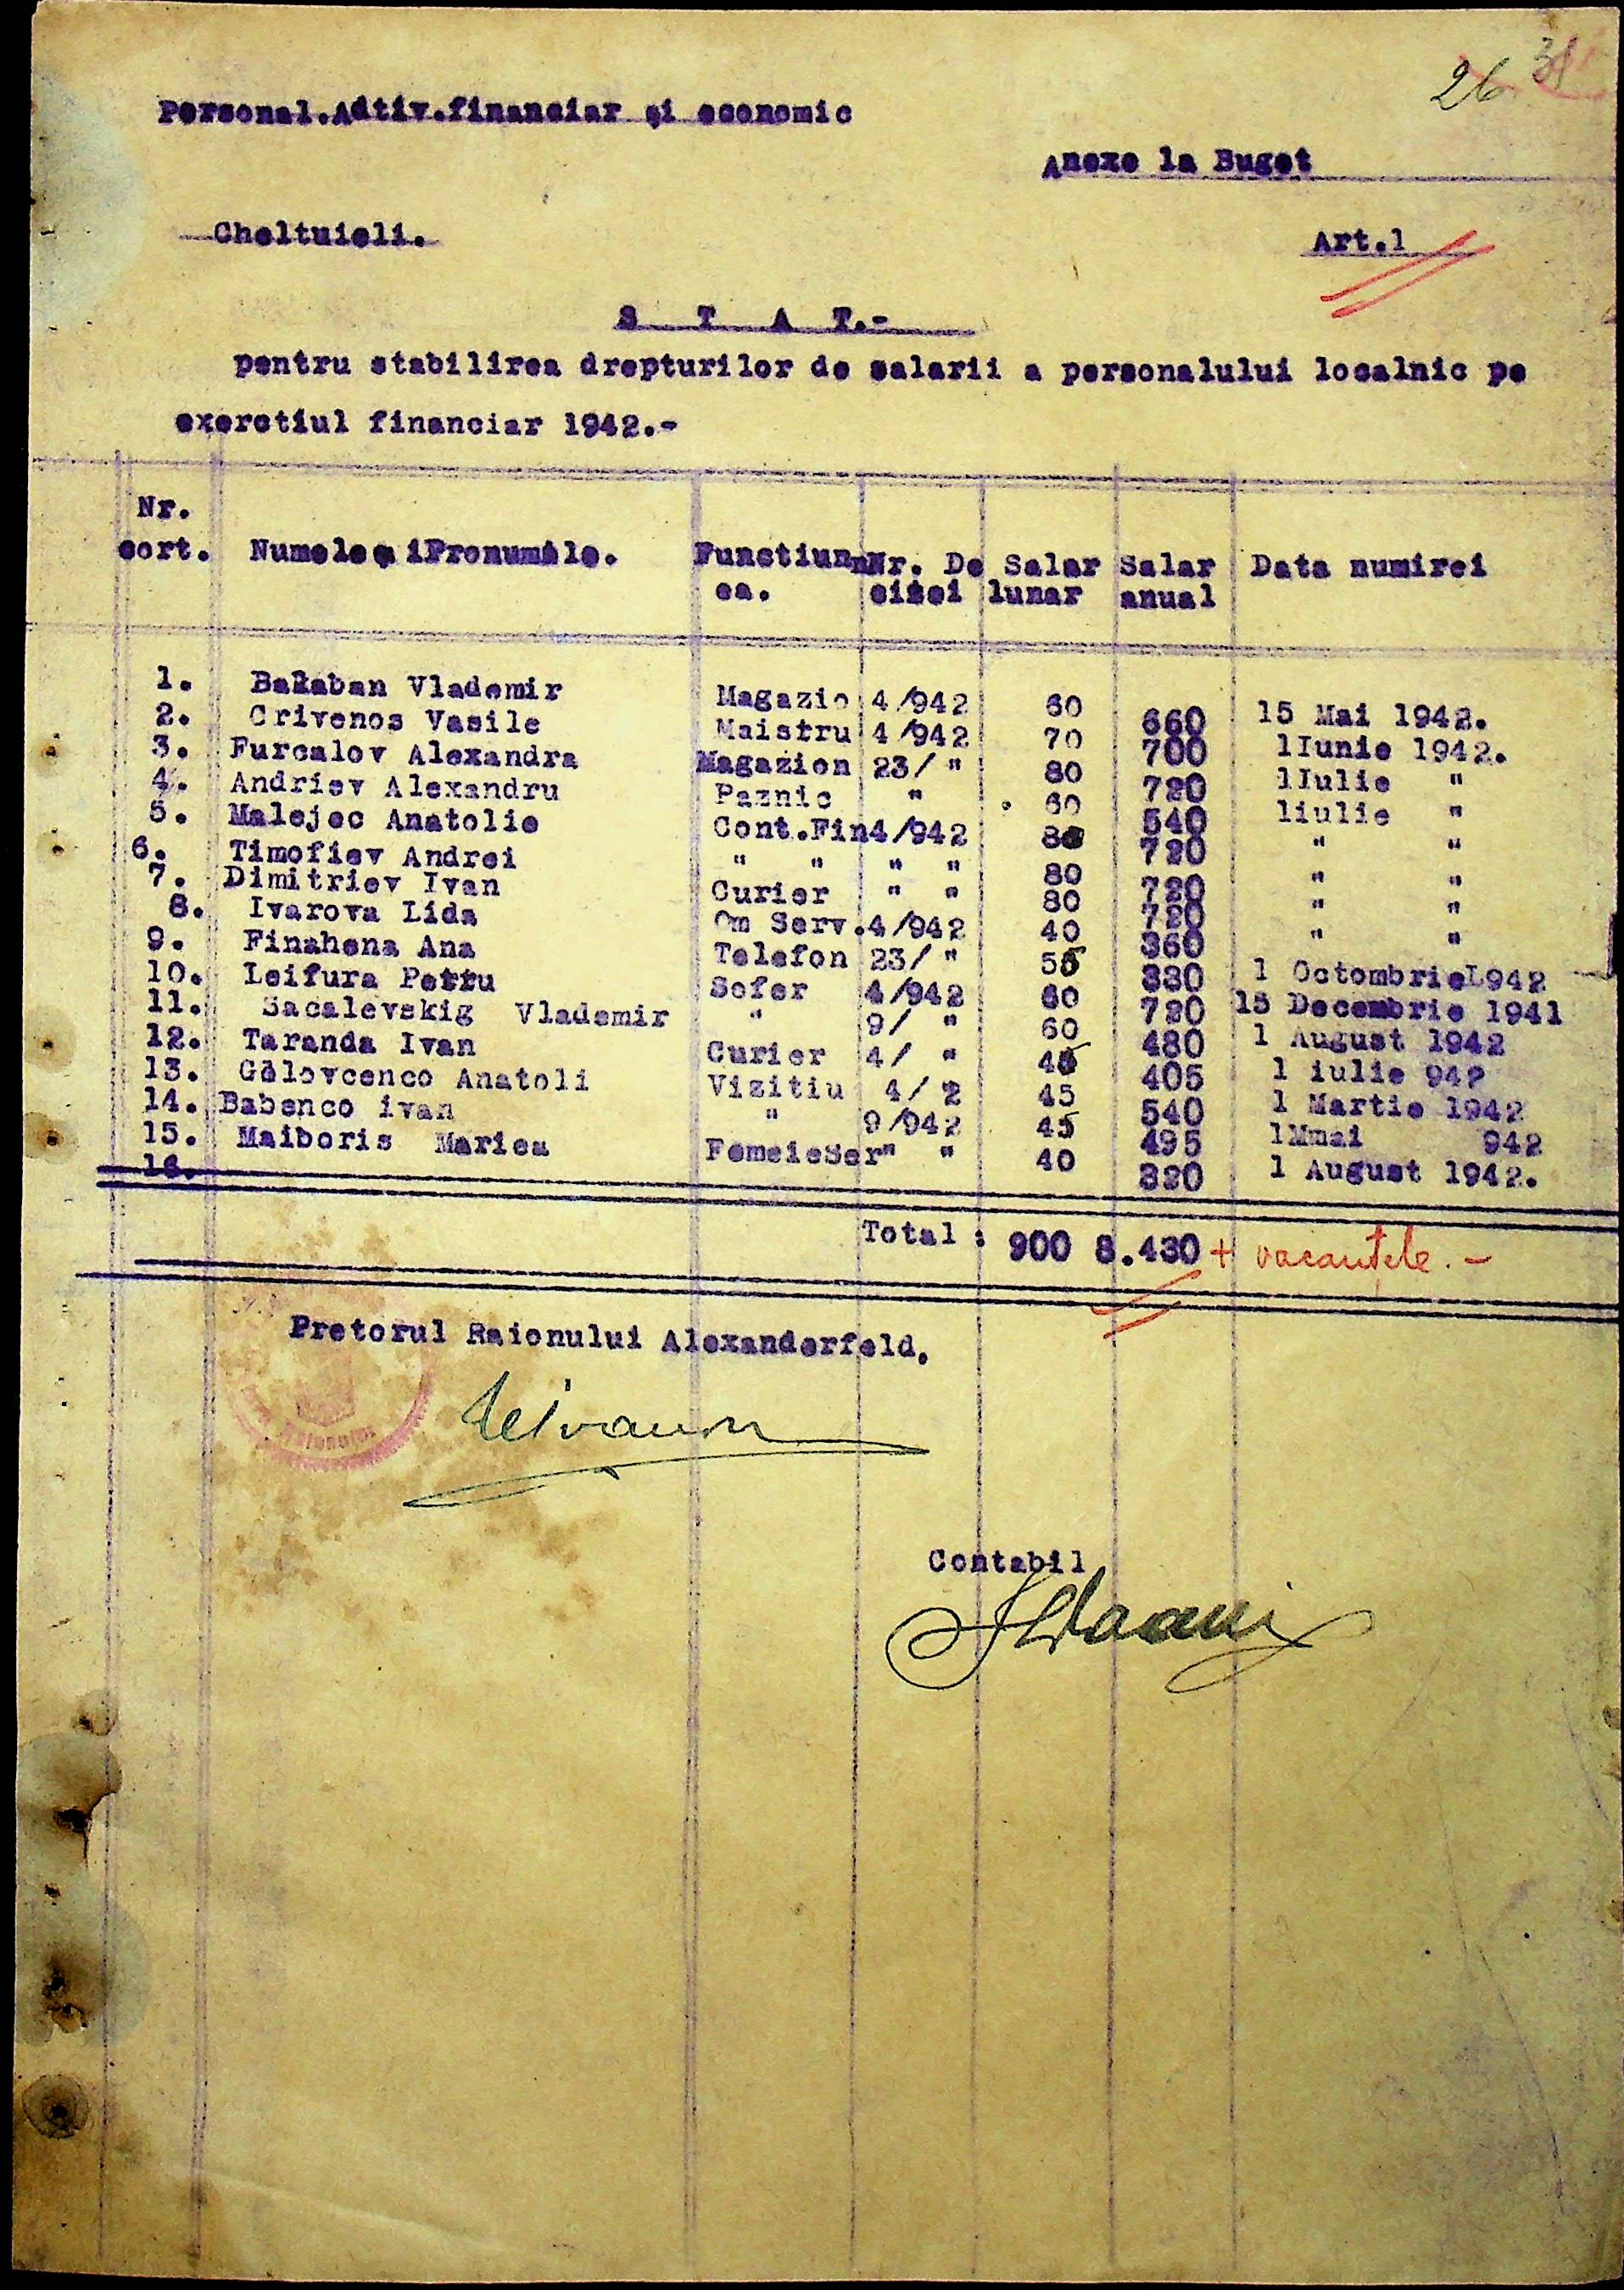 26 31
Personal.Adtiv.financiar și economic
Anexe la Buget
Cheltuieli.
Art.1
S T A T.-
pentru stabilirea drepturilor de salarii a personalului localnic pe
exerctiul financiar 1942.-
Nr. cort. Numele și Pronumele. Functiunnea. Nr. Deciziei Salar lunar Salar anual Data numirei
1. Balaban Vlademir Magazio 4/942 60 660 15 Mai 1942.
2. Crivenos Vasile Maistru 4/942 70 700 1Iunie 1942.
3. Furcalov Alexandra Magazion 23/ " 80 720 1Iulie "
4. Andriev Alexandru Paznic " 60 540 1iulie "
5. Malejec Anatolie Cont.Fin4/942 80 720 " "
6. Timofiev Andrei " " " " 80 720 " "
7. Dimitriev Ivan Curier " " 80 720 " "
8. Ivarova Lida Om Serv.4/942 40 360 " "
9. Finahena Ana Telefon 23/ " 55 330 1 Octombrie1942
10. Leifura Petru Sofer 4/942 60 720 15 Decembrie 1941
11. Sacalevskig Vlademir " 9/ " 60 480 1 August 1942
12. Taranda Ivan Curier 4/ " 45 405 1 iulie 942
13. Gölovcenco Anatoli Vizitiu 4/ 2 45 540 1 Martie 1942
14. Babenco ivan " 9/942 45 495 1Mmai 942
15. Maiboris Mariea FemeieSer" " 40 320 1 August 1942.
16.
Total : 900 8.430 + vacanțele.-
Pretorul Raionului Alexanderfeld.
Contabil